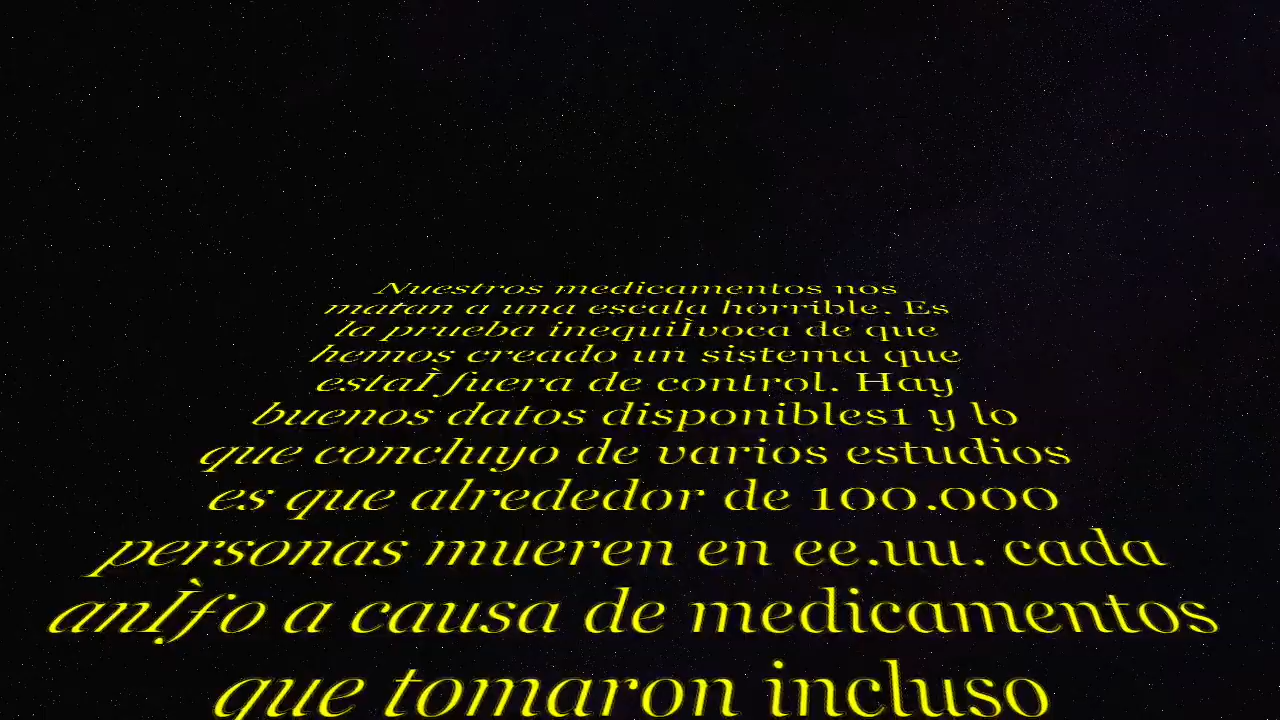 Nuestros medicamentos nos
matan a una escala horrible. Es
la prueba inequiÌvoca de que
hemos creado un sistema que
estaÌ fuera de control. Hay
buenos datos disponibles1 y lo
que concluyo de varios estudios
es que alrededor de 100.000
personas mueren en ee.uu. cada
anÌƒo a causa de medicamentos
que tomaron incluso